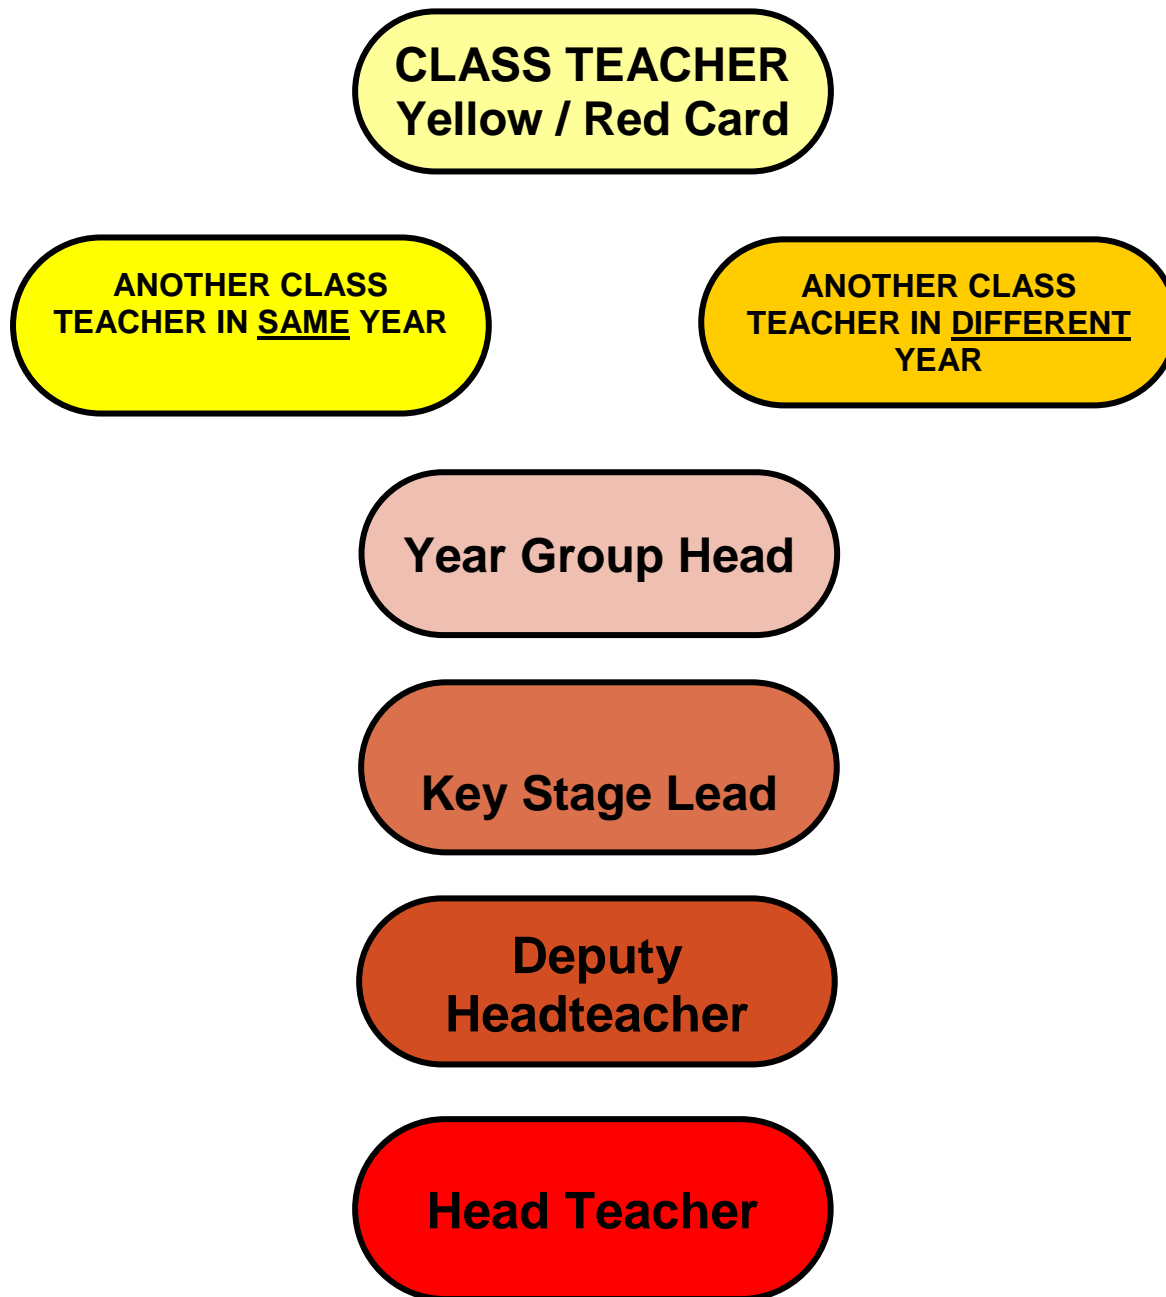 CLASS TEACHER
Yellow / Red Card
ANOTHER CLASS
TEACHER IN SAME YEAR
ANOTHER CLASS
TEACHER IN DIFFERENT
YEAR
Year Group Head
Key Stage Lead
Deputy
Headteacher
Head Teacher